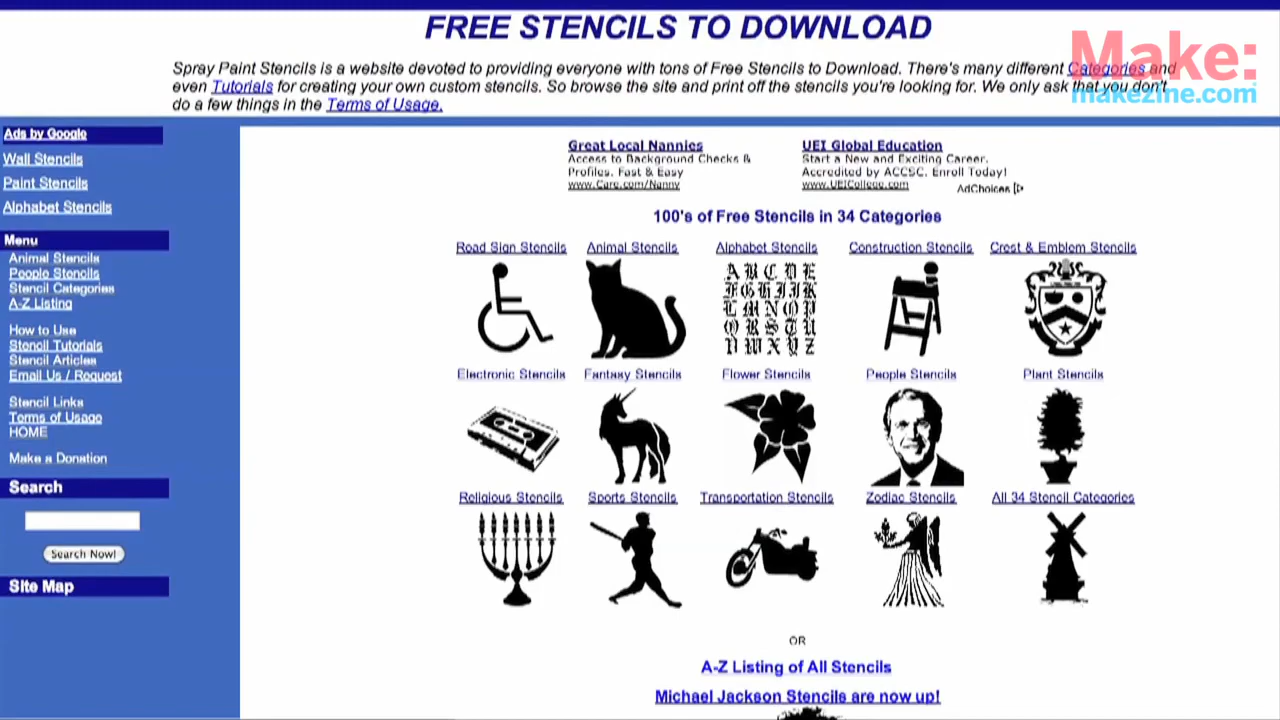 FREE STENCILS TO DOWNLOAD
Make:
makezine.com
Spray Paint Stencils is a website devoted to providing everyone with tons of Free Stencils to Download. There's many different Categories and
even Tutorials for creating your own custom stencils. So browse the site and print off the stencils you're looking for. We only ask that you don't
do a few things in the Terms of Usage.
Ads by Google
Wall Stencils
Paint Stencils
Alphabet Stencils
Menu
Animal Stencils
People Stencils
Stencil Categories
A-Z Listing
How to Use
Stencil Tutorials
Stencil Articles
Email Us / Request
Stencil Links
Terms of Usage
HOME
Make a Donation
Search
Search Now!
Site Map
Great Local Nannies
Access to Background Checks &
Profiles. Fast & Easy
www.Care.com/Nanny
UEI Global Education
Start a New and Exciting Career.
Accredited by ACCSC. Enroll Today!
www.UEICollege.com
AdChoices
100's of Free Stencils in 34 Categories
Road Sign Stencils Animal Stencils Alphabet Stencils Construction Stencils Crest & Emblem Stencils
A B C D E
F G H I J K
L M N O P
Q R S T U
V W X Y Z
Electronic Stencils Fantasy Stencils Flower Stencils People Stencils Plant Stencils
Religious Stencils Sports Stencils Transportation Stencils Zodiac Stencils All 34 Stencil Categories
OR
A-Z Listing of All Stencils
Michael Jackson Stencils are now up!